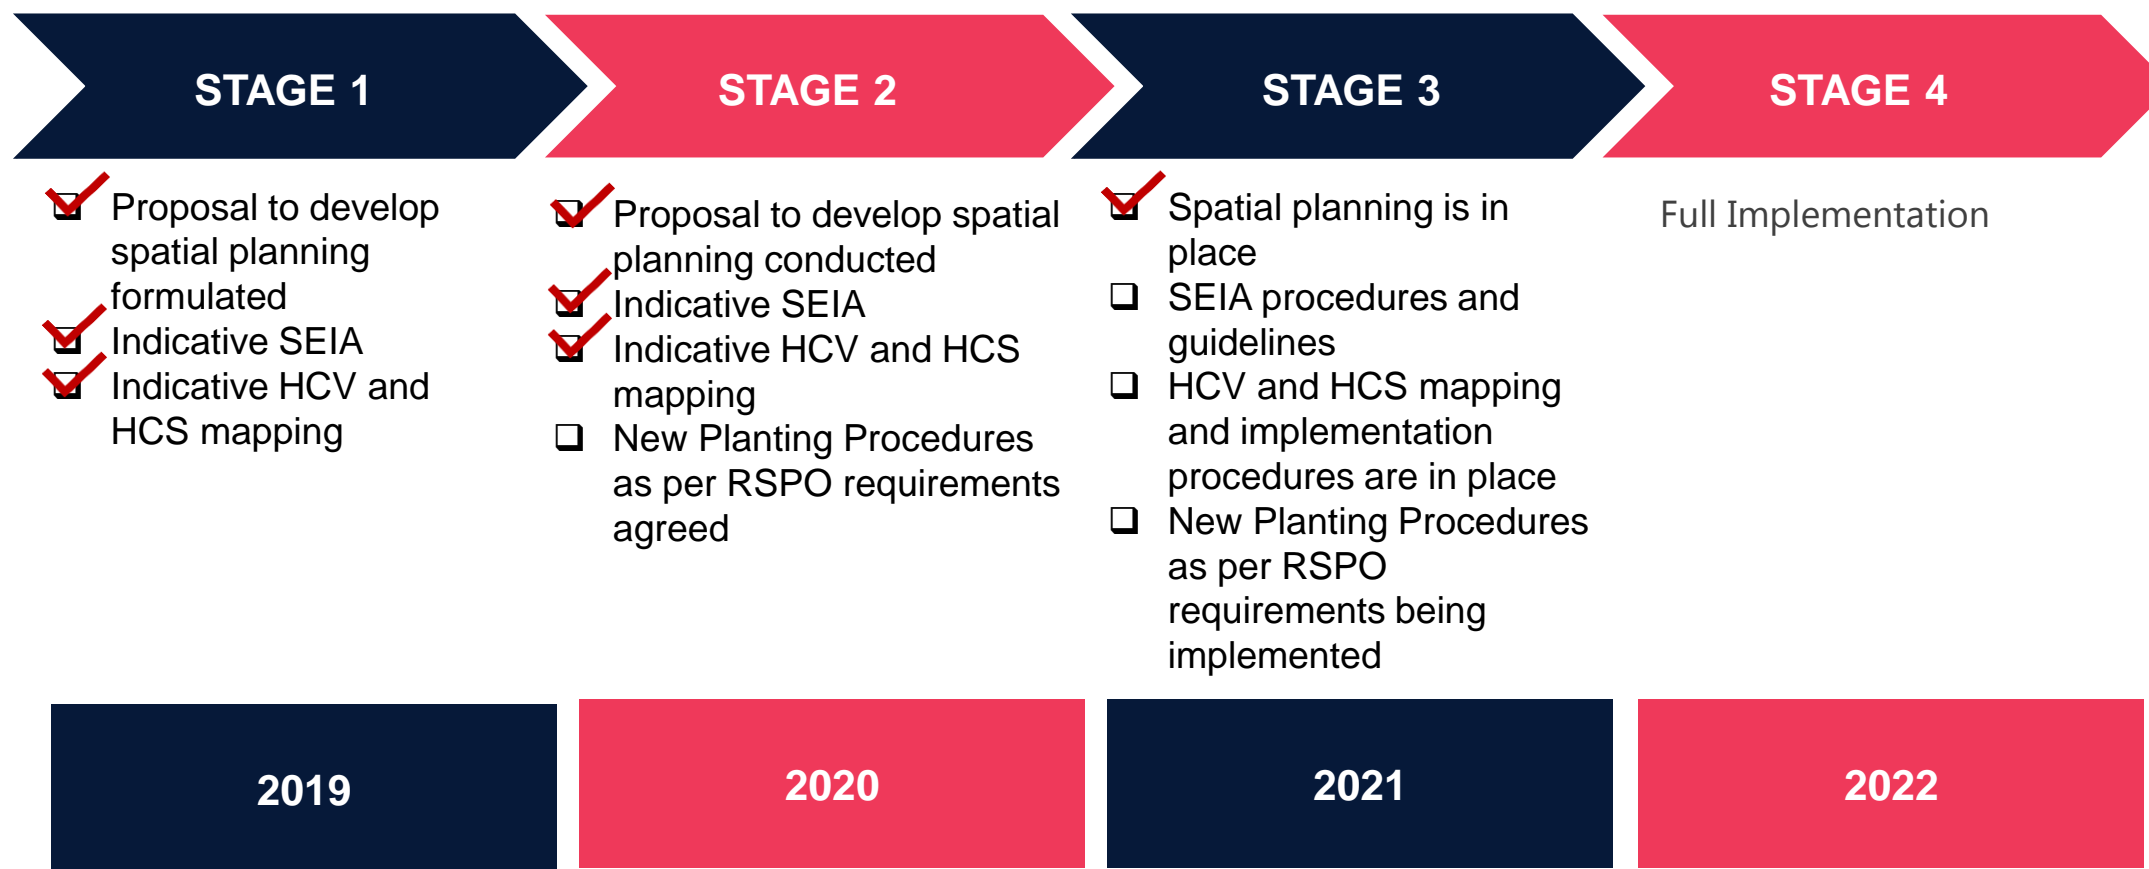 STAGE 1
STAGE 2
STAGE 3
STAGE 4
Proposal to develop
spatial planning
formulated
Indicative SEIA
Indicative HCV and
HCS mapping
Proposal to develop spatial
planning conducted
Indicative SEIA
Indicative HCV and HCS
mapping
New Planting Procedures
as per RSPO requirements
agreed
Spatial planning is in
place
SEIA procedures and
guidelines
HCV and HCS mapping
and implementation
procedures are in place
New Planting Procedures
as per RSPO
requirements being
implemented
Full Implementation
2019
2020
2021
2022